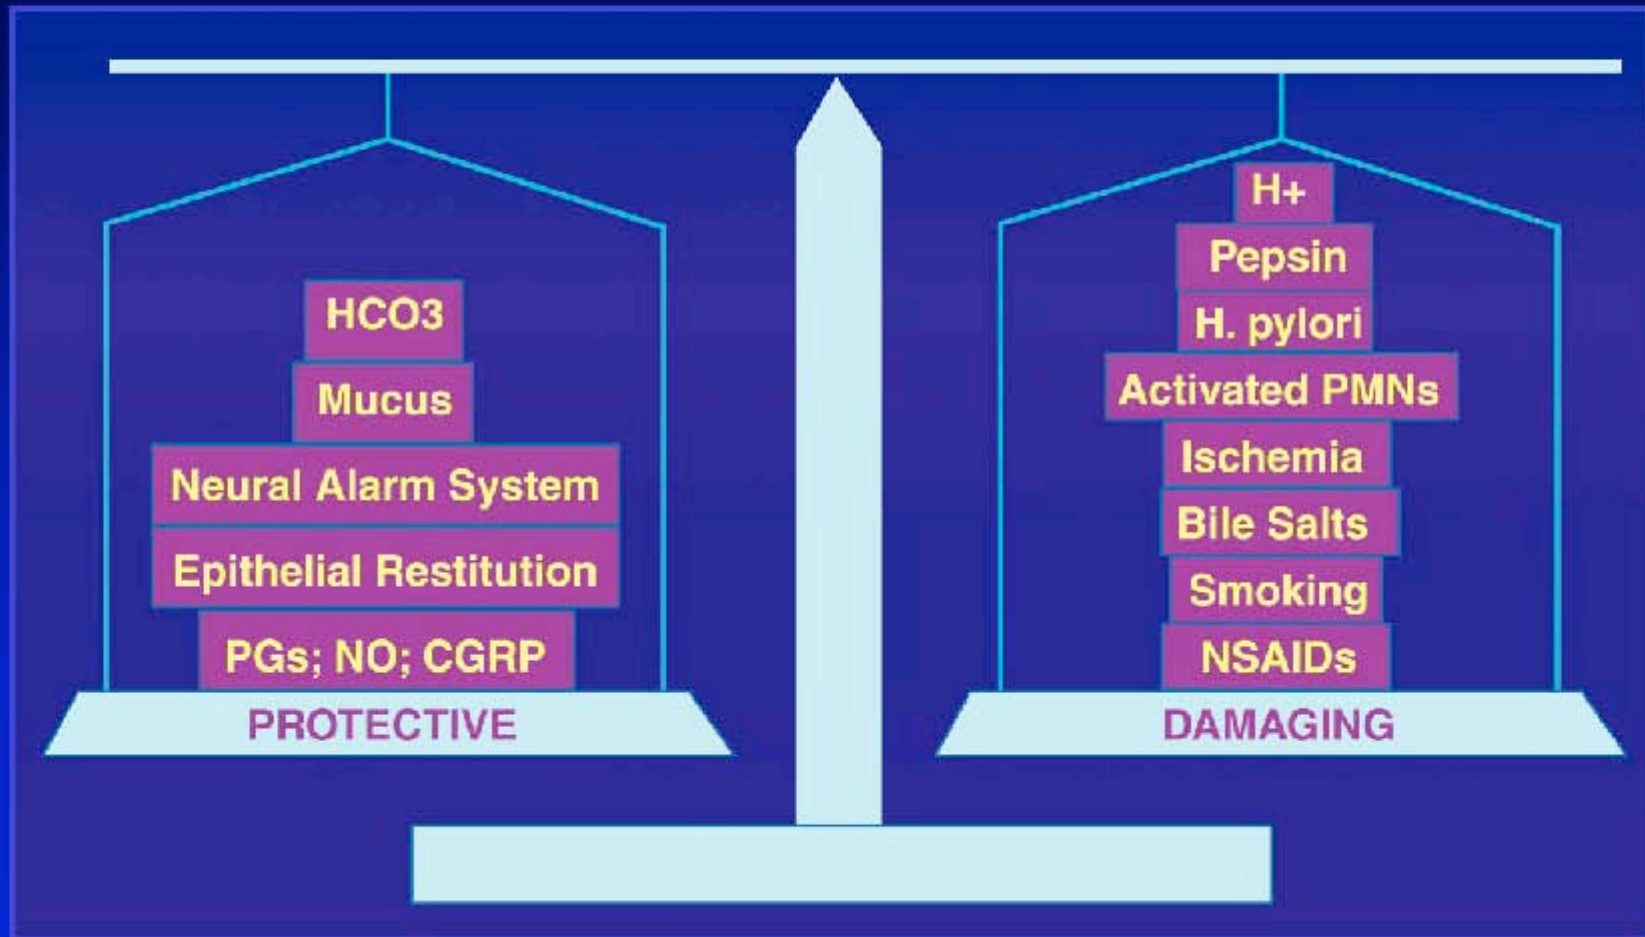 HCO3
Mucus
Neural Alarm System
Epithelial Restitution
PGs; NO; CGRP
PROTECTIVE
H+
Pepsin
H. pylori
Activated PMNs
Ischemia
Bile Salts
Smoking
NSAIDs
DAMAGING